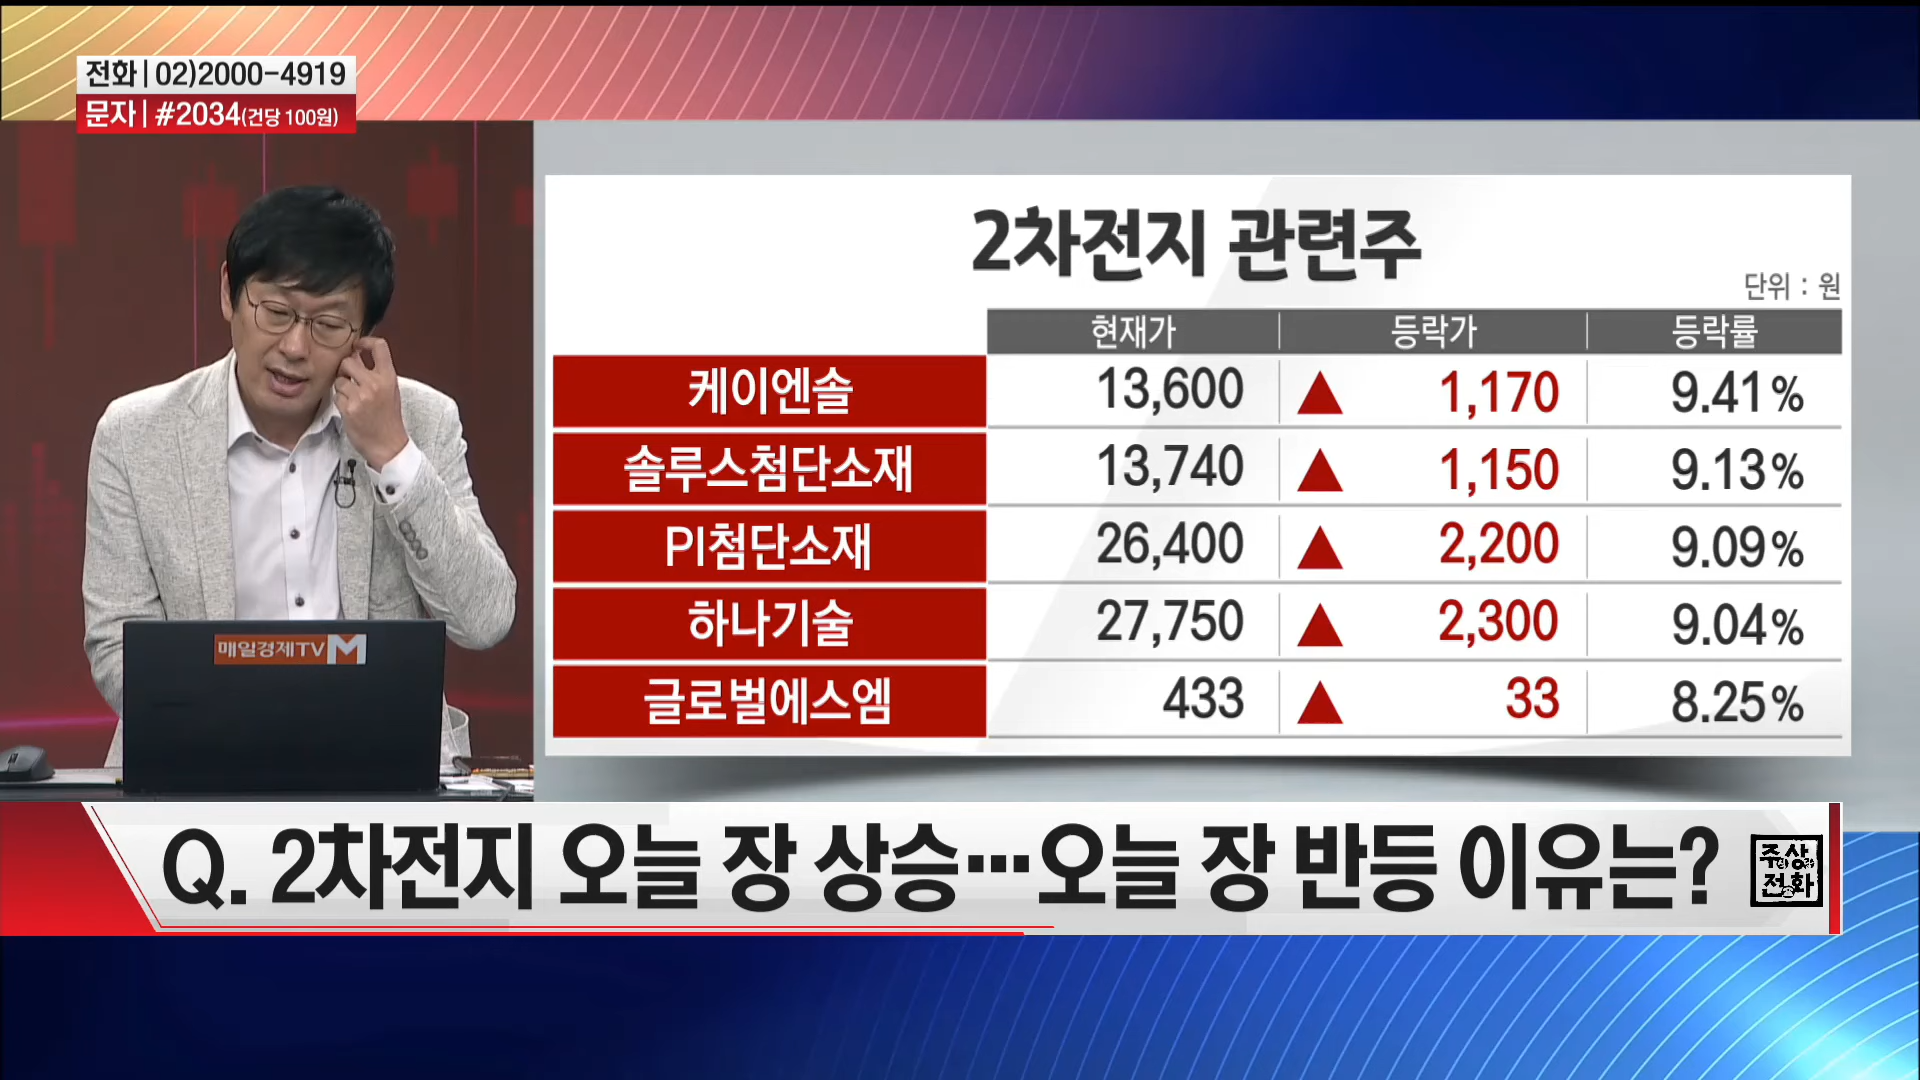 전화 | 02)2000-4919
문자 | #2034(건당 100원)
2차전지 관련주
단위 : 원
현재가 등락가 등락률
케이엔솔 13,600 ▲ 1,170 9.41%
솔루스첨단소재 13,740 ▲ 1,150 9.13%
PI첨단소재 26,400 ▲ 2,200 9.09%
하나기술 27,750 ▲ 2,300 9.04%
글로벌에스엠 433 ▲ 33 8.25%
매일경제TV M
Q. 2차전지 오늘 장 상승…오늘 장 반등 이유는?
주상
전화